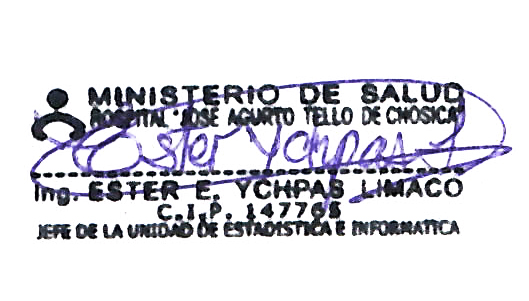 MINISTERIO DE SALUD
HOSPITAL "JOSÉ AGURTO TELLO DE CHOSICA"
Ester Ychpas L
Ing. ESTER E. YCHPAS LIMACO
C.I.P. 147765
JEFE DE LA UNIDAD DE ESTADISTICA E INFORMATICA